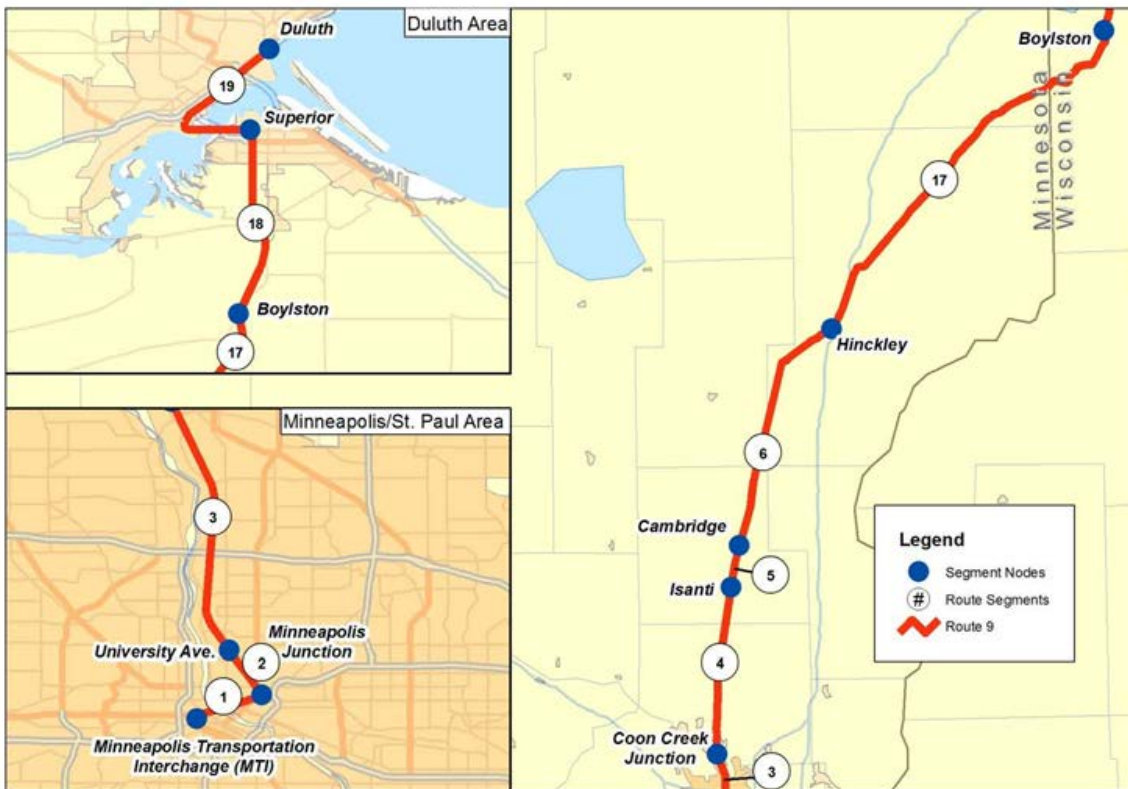 Duluth Area
Duluth
19
Superior
18
Boylston
17
Minneapolis/St. Paul Area
3
University Ave.
Minneapolis
Junction
2
1
Minneapolis Transportation
Interchange (MTI)
Boylston
Minnesota
Wisconsin
17
Hinckley
6
Cambridge
5
Isanti
4
Coon Creek
Junction
3
Legend
Segment Nodes
# Route Segments
Route 9